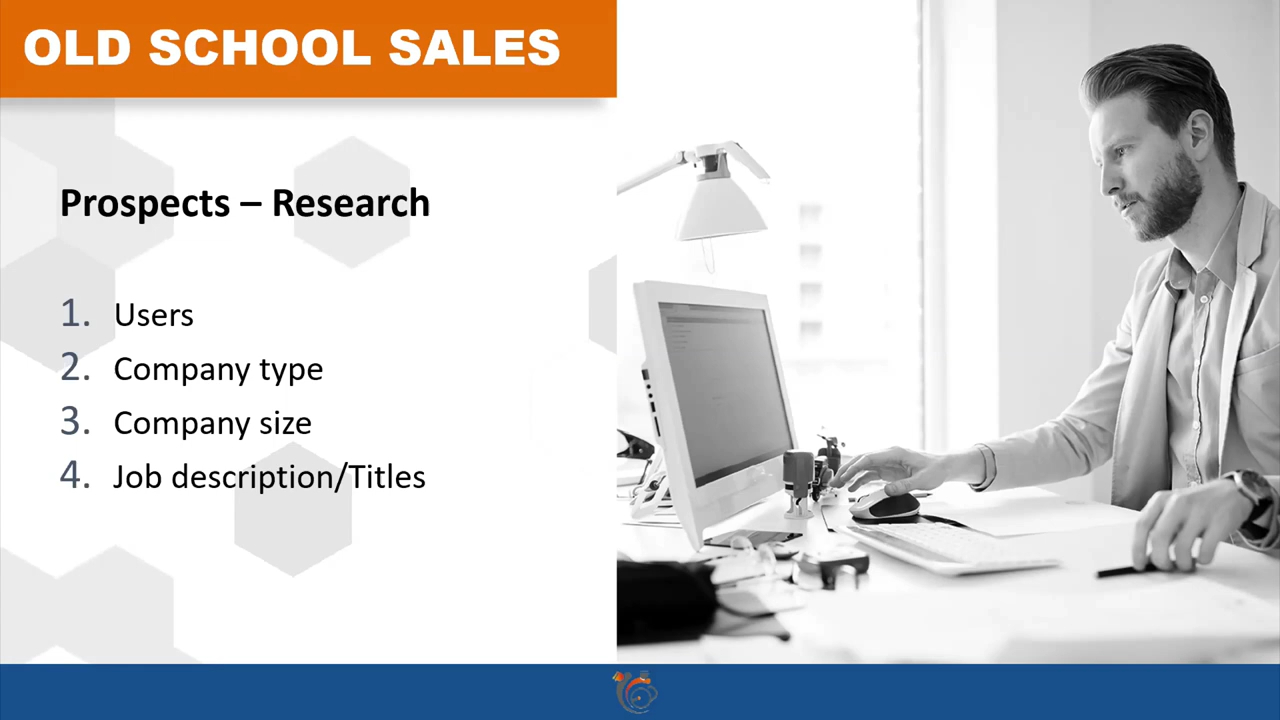 OLD SCHOOL SALES
Prospects – Research
1. Users
2. Company type
3. Company size
4. Job description/Titles